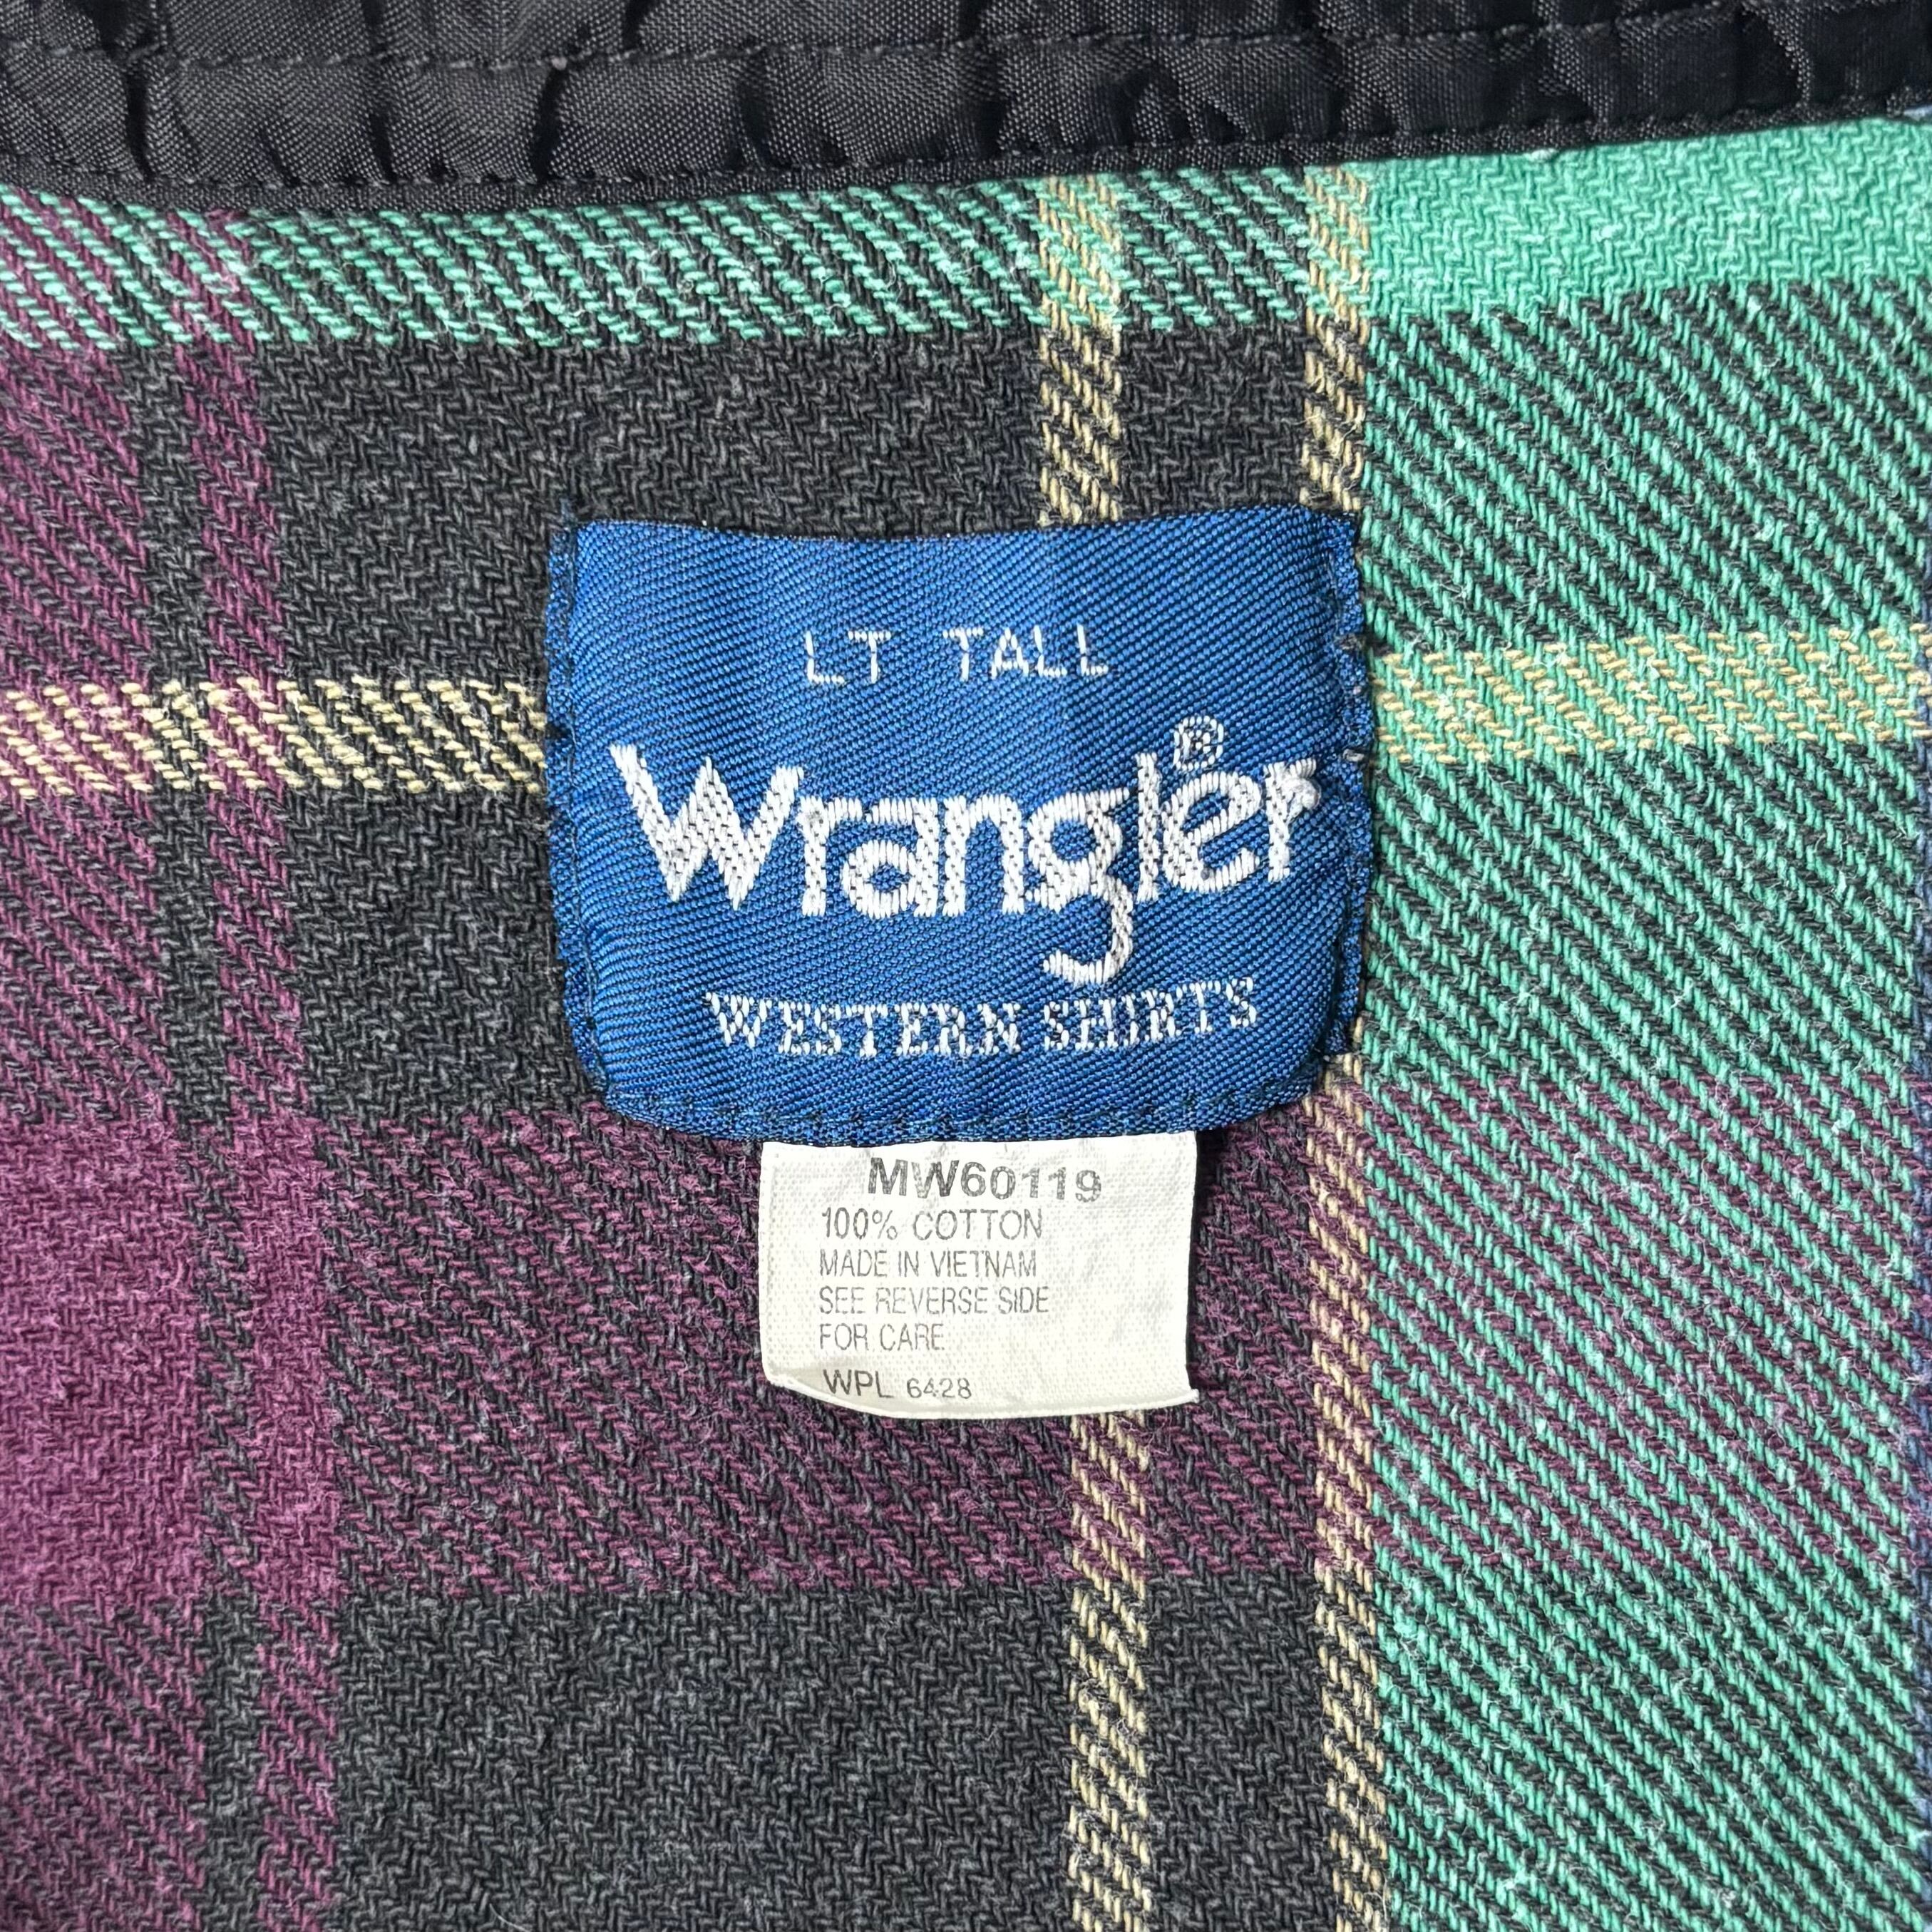 LT TALL
Wrangler®
WESTERN SHIRTS
MW60119
100% COTTON
MADE IN VIETNAM
SEE REVERSE SIDE
FOR CARE
WPL 6428